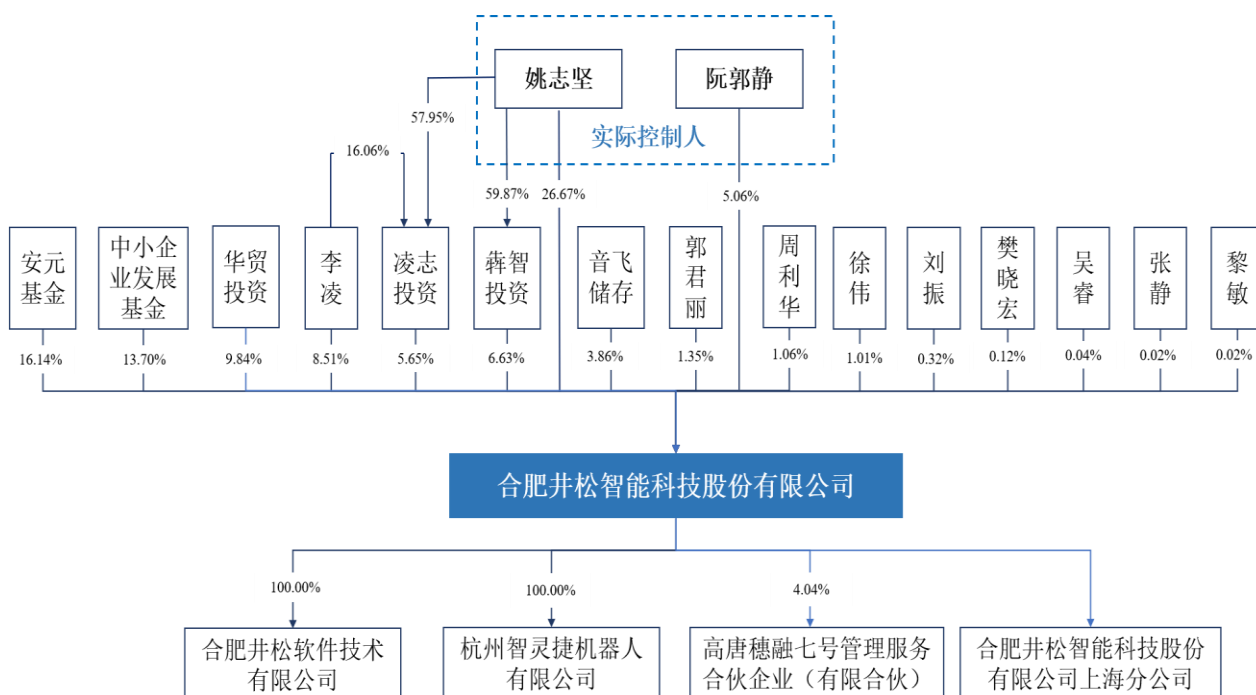 姚志坚
阮郭静
57.95%
实际控制人
16.06%
59.87%
26.67%
5.06%
安元
基金
中小企
业发展
基金
华贸
投资
李
凌
凌志
投资
犇智
投资
音飞
储存
郭
君
丽
周
利
华
徐
伟
刘
振
樊
晓
宏
吴
睿
张
静
黎
敏
16.14%
13.70%
9.84%
8.51%
5.65%
6.63%
3.86%
1.35%
1.06%
1.01%
0.32%
0.12%
0.04%
0.02%
0.02%
合肥井松智能科技股份有限公司
100.00%
100.00%
4.04%
合肥井松软件技术
有限公司
杭州智灵捷机器人
有限公司
高唐穗融七号管理服务
合伙企业（有限合伙）
合肥井松智能科技股份
有限公司上海分公司